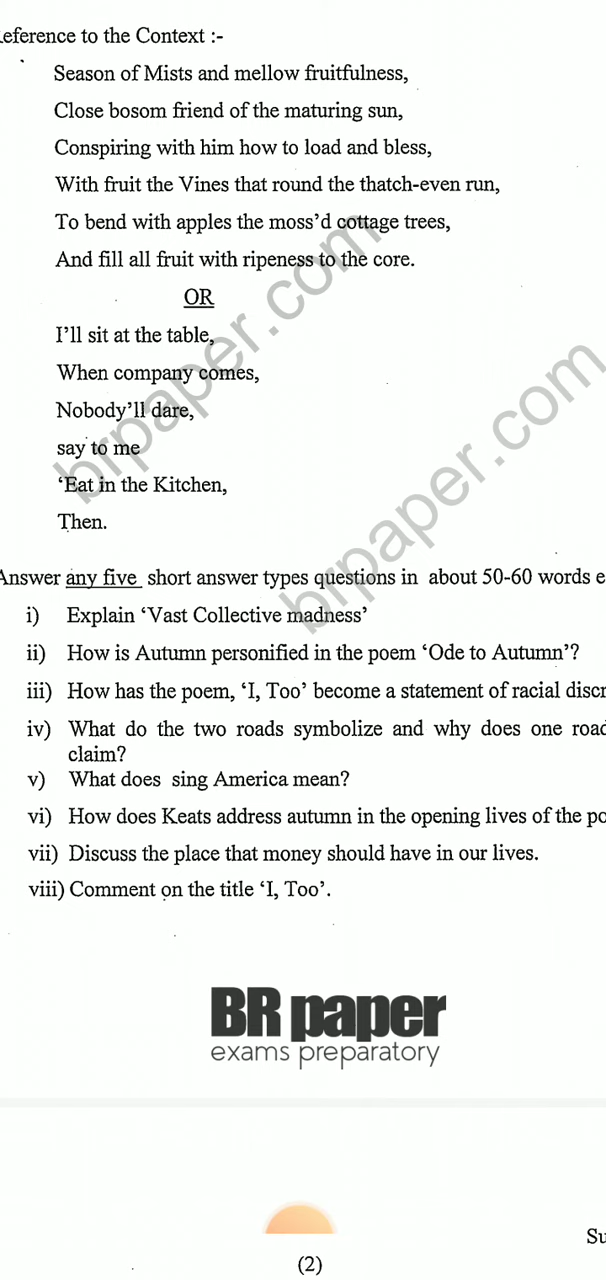 eference to the Context :-
Season of Mists and mellow fruitfulness,
Close bosom friend of the maturing sun,
Conspiring with him how to load and bless,
With fruit the Vines that round the thatch-even run,
To bend with apples the moss'd cottage trees,
And fill all fruit with ripeness to the core.
OR
I'll sit at the table,
When company comes,
Nobody'll dare,
say to me
'Eat in the Kitchen,
Then.
Answer any five short answer types questions in about 50-60 words e
i) Explain 'Vast Collective madness'
ii) How is Autumn personified in the poem 'Ode to Autumn'?
iii) How has the poem, 'I, Too' become a statement of racial discr
iv) What do the two roads symbolize and why does one road
claim?
v) What does sing America mean?
vi) How does Keats address autumn in the opening lives of the po
vii) Discuss the place that money should have in our lives.
viii) Comment on the title 'I, Too'.
brpaper.com
brpaper.com
BR paper
exams preparatory
Su
(2)